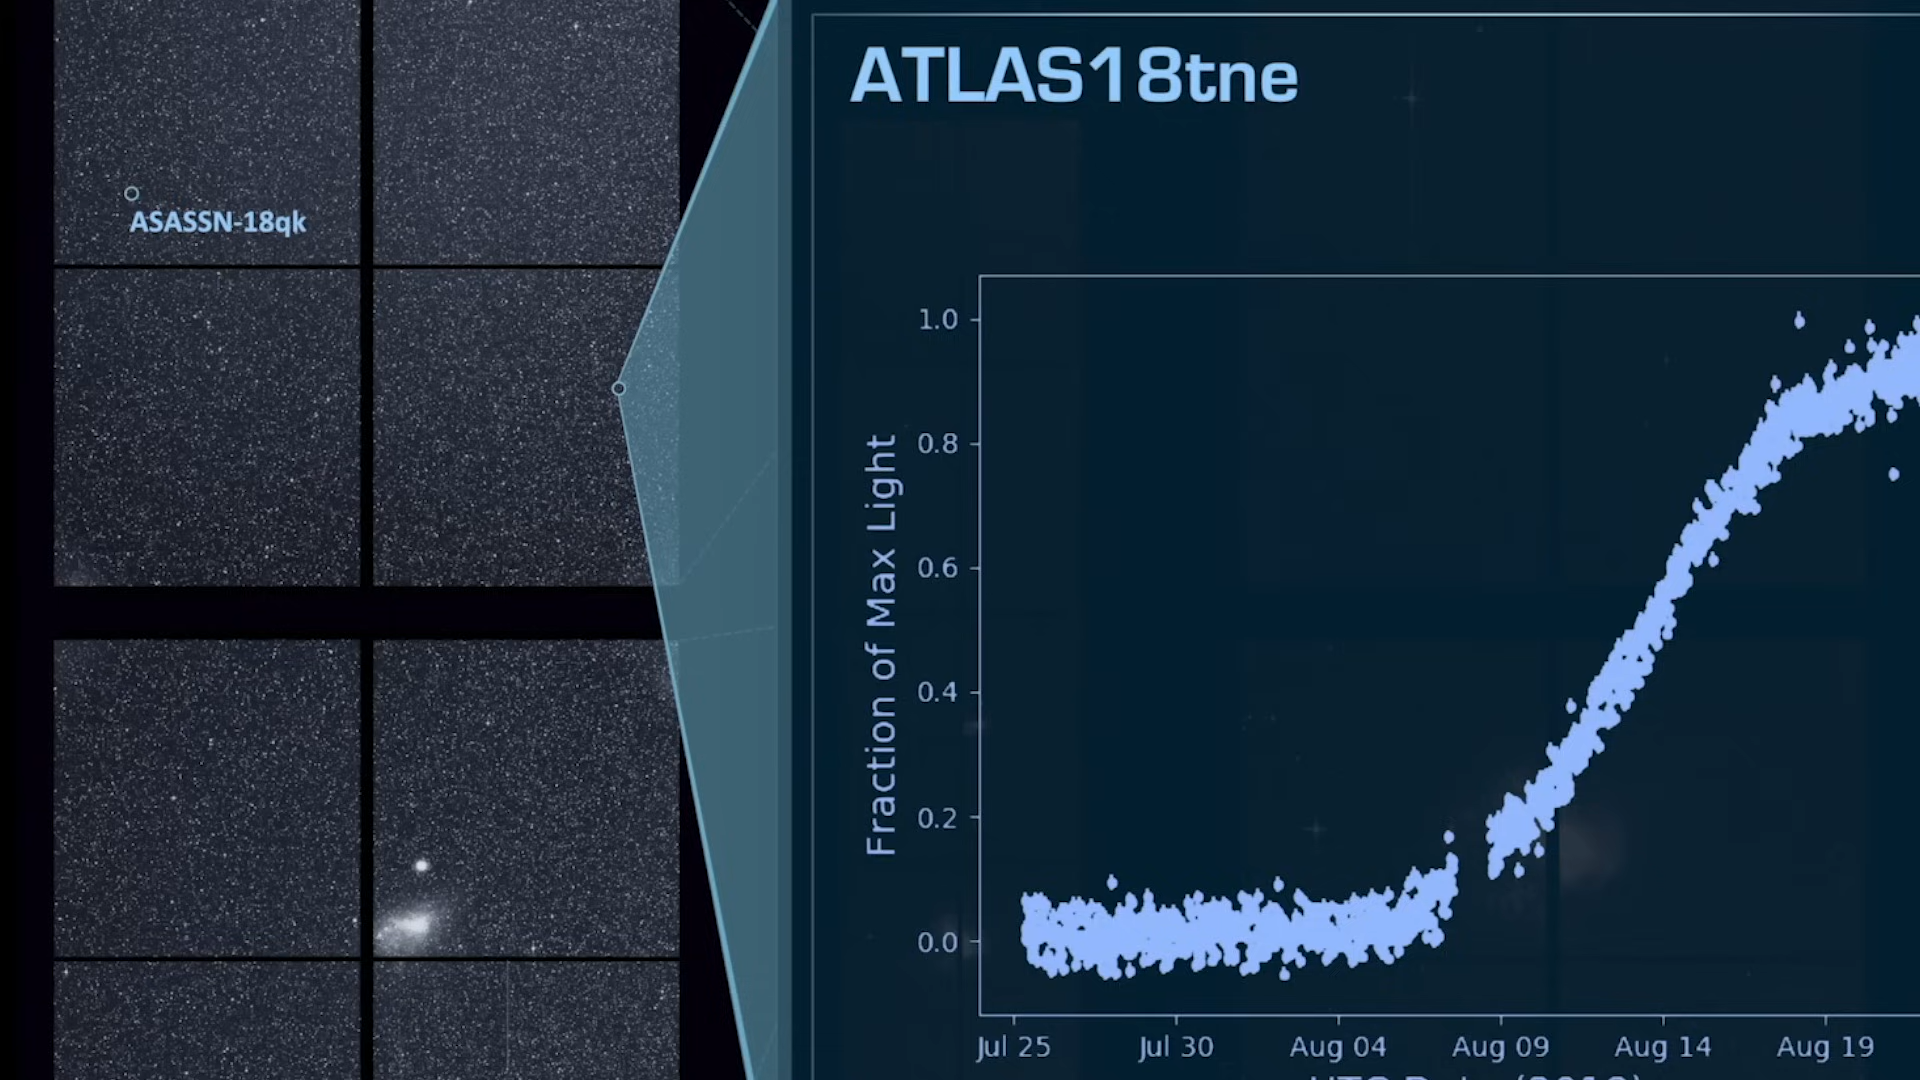 ATLAS18tne
ASASSN-18qk
Fraction of Max Light
1.0
0.8
0.6
0.4
0.2
0.0
Jul 25
Jul 30
Aug 04
Aug 09
Aug 14
Aug 19